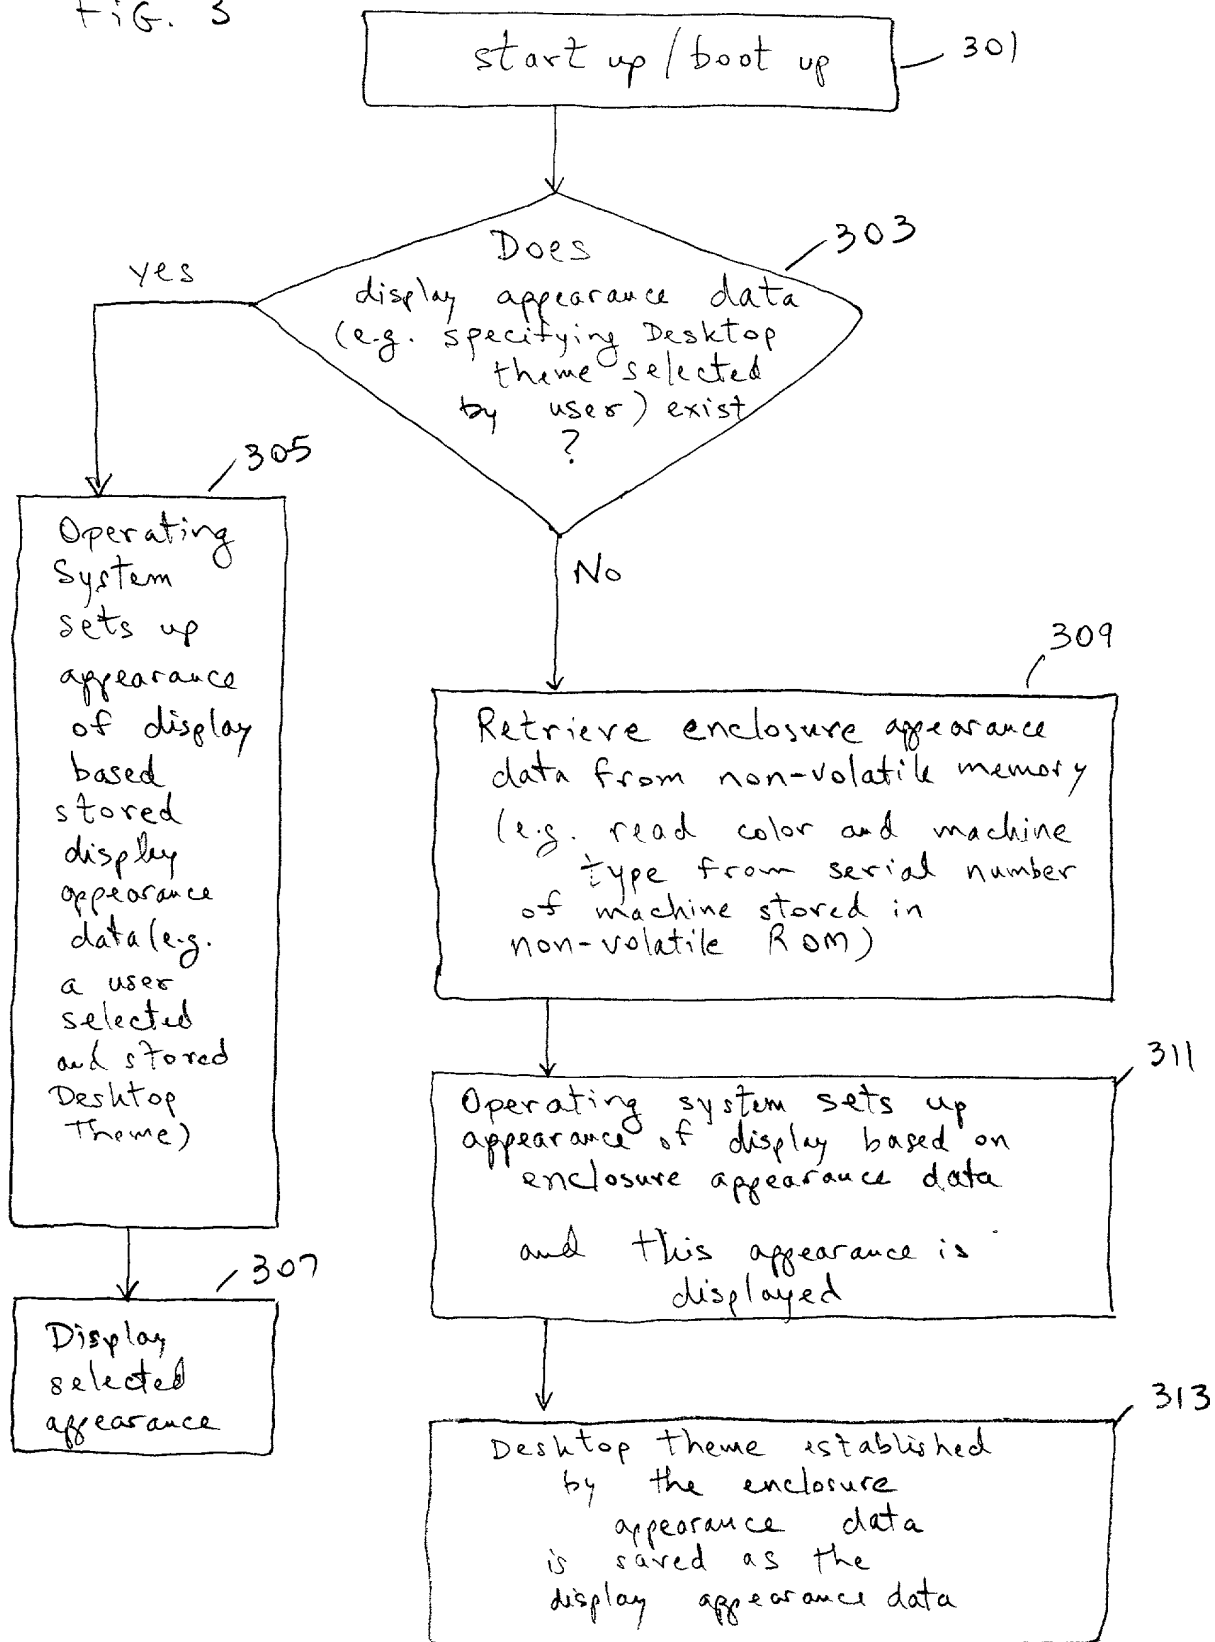 FiG. 3
start up / boot up
301
303
Does
display appearance data
(e.g. specifying Desktop
theme selected
by user) exist
?
yes
No
305
Operating
System
sets up
appearance
of display
based
stored
display
appearance
data (e.g.
a user
selected
and stored
Desktop
Theme)
307
Display
selected
appearance
309
Retrieve enclosure appearance
data from non-volatile memory
(e.g. read color and machine
type from serial number
of machine stored in
non-volatile ROM)
311
Operating system sets up
appearance of display based on
enclosure appearance data
and this appearance is
displayed
313
Desktop theme established
by the enclosure
appearance data
is saved as the
display appearance data